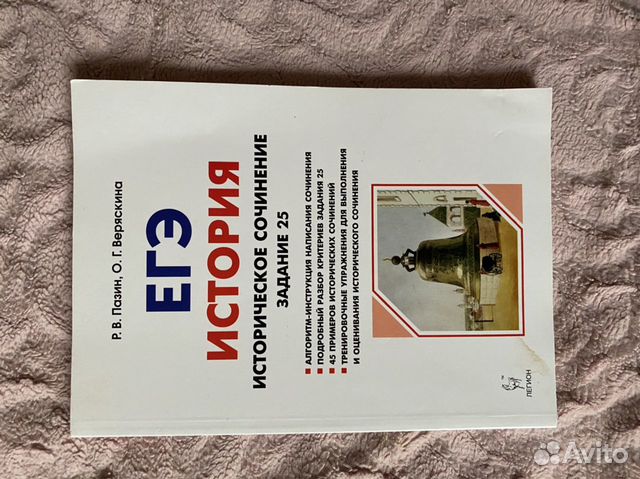 Р. В. Пазин, О. Г. Веряскина
ЕГЭ
ИСТОРИЯ
ИСТОРИЧЕСКОЕ СОЧИНЕНИЕ
ЗАДАНИЕ 25
АЛГОРИТМ-ИНСТРУКЦИЯ НАПИСАНИЯ СОЧИНЕНИЯ
ПОДРОБНЫЙ РАЗБОР КРИТЕРИЕВ ЗАДАНИЯ 25
45 ПРИМЕРОВ ИСТОРИЧЕСКИХ СОЧИНЕНИЙ
ТРЕНИРОВОЧНЫЕ УПРАЖНЕНИЯ ДЛЯ ВЫПОЛНЕНИЯ
И ОЦЕНИВАНИЯ ИСТОРИЧЕСКОГО СОЧИНЕНИЯ
ЛЕГИОН
Avito